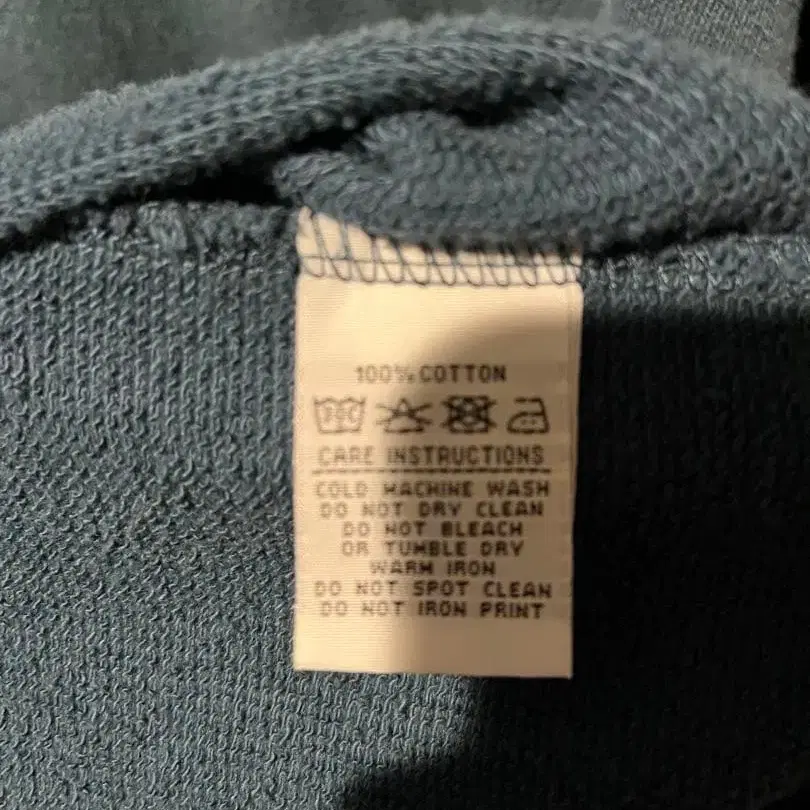 100% COTTON
CARE INSTRUCTIONS
COLD MACHINE WASH
DO NOT DRY CLEAN
DO NOT BLEACH
OR TUMBLE DRY
WARM IRON
DO NOT SPOT CLEAN
DO NOT IRON PRINT